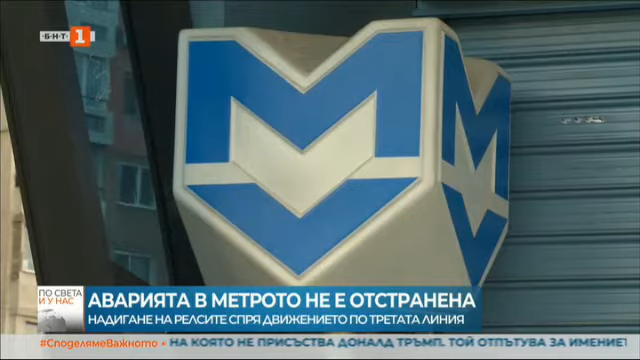 БНТ 1
М
М
ПО СВЕТА
И У НАС
АВАРИЯТА В МЕТРОТО НЕ Е ОТСТРАНЕНА
НАДИГАНЕ НА РЕЛСИТЕ СПРЯ ДВИЖЕНИЕТО ПО ТРЕТАТА ЛИНИЯ
#СподелямеВажното • НА КОЯТО НЕ ПРИСЪСТВА ДОНАЛД ТРЪМП. ТОЙ ОТПЪТУВА ЗА ИМЕНИЕТ